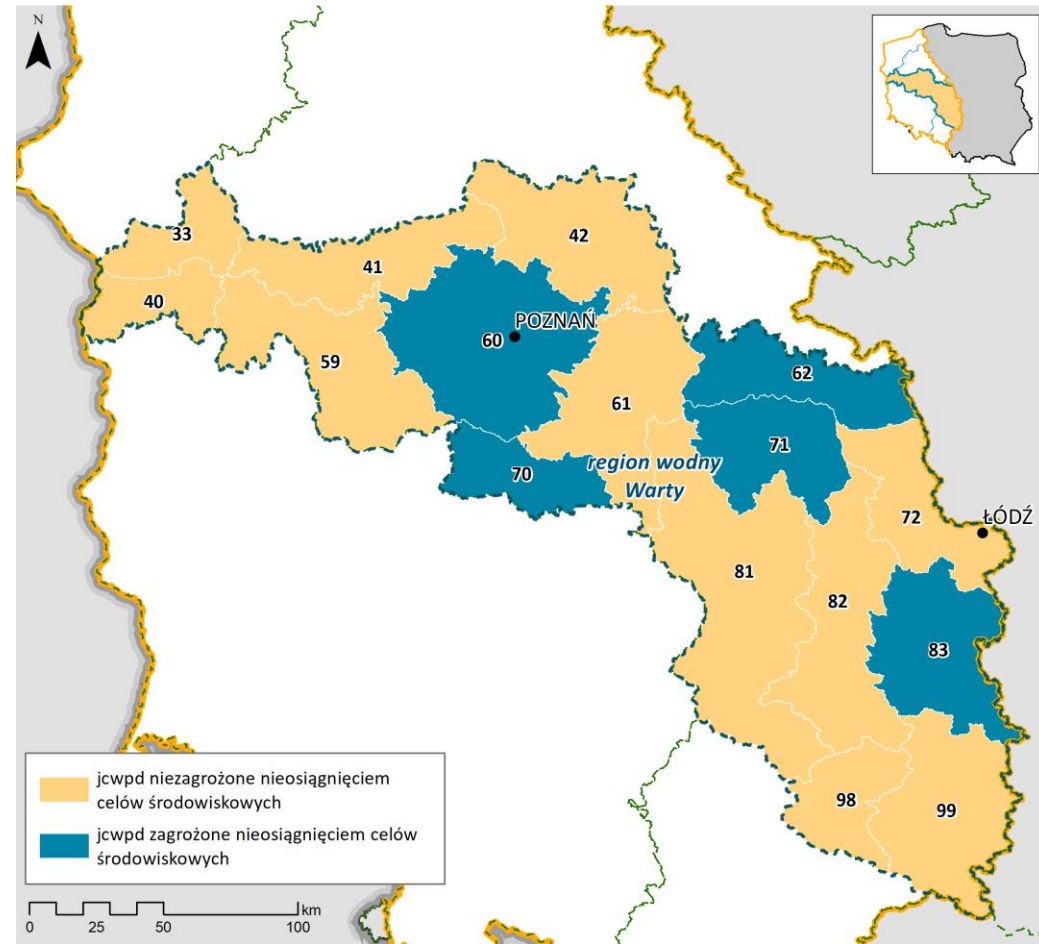 N
33
42
41
40
POZNAŃ
60
59
62
61
71
region wodny
Warty
70
72
ŁÓDŹ
81
82
83
98
99
jcwpd niezagrożone nieosiągnięciem
celów środowiskowych
jcwpd zagrożone nieosiągnięciem celów
środowiskowych
km
0 25 50 100